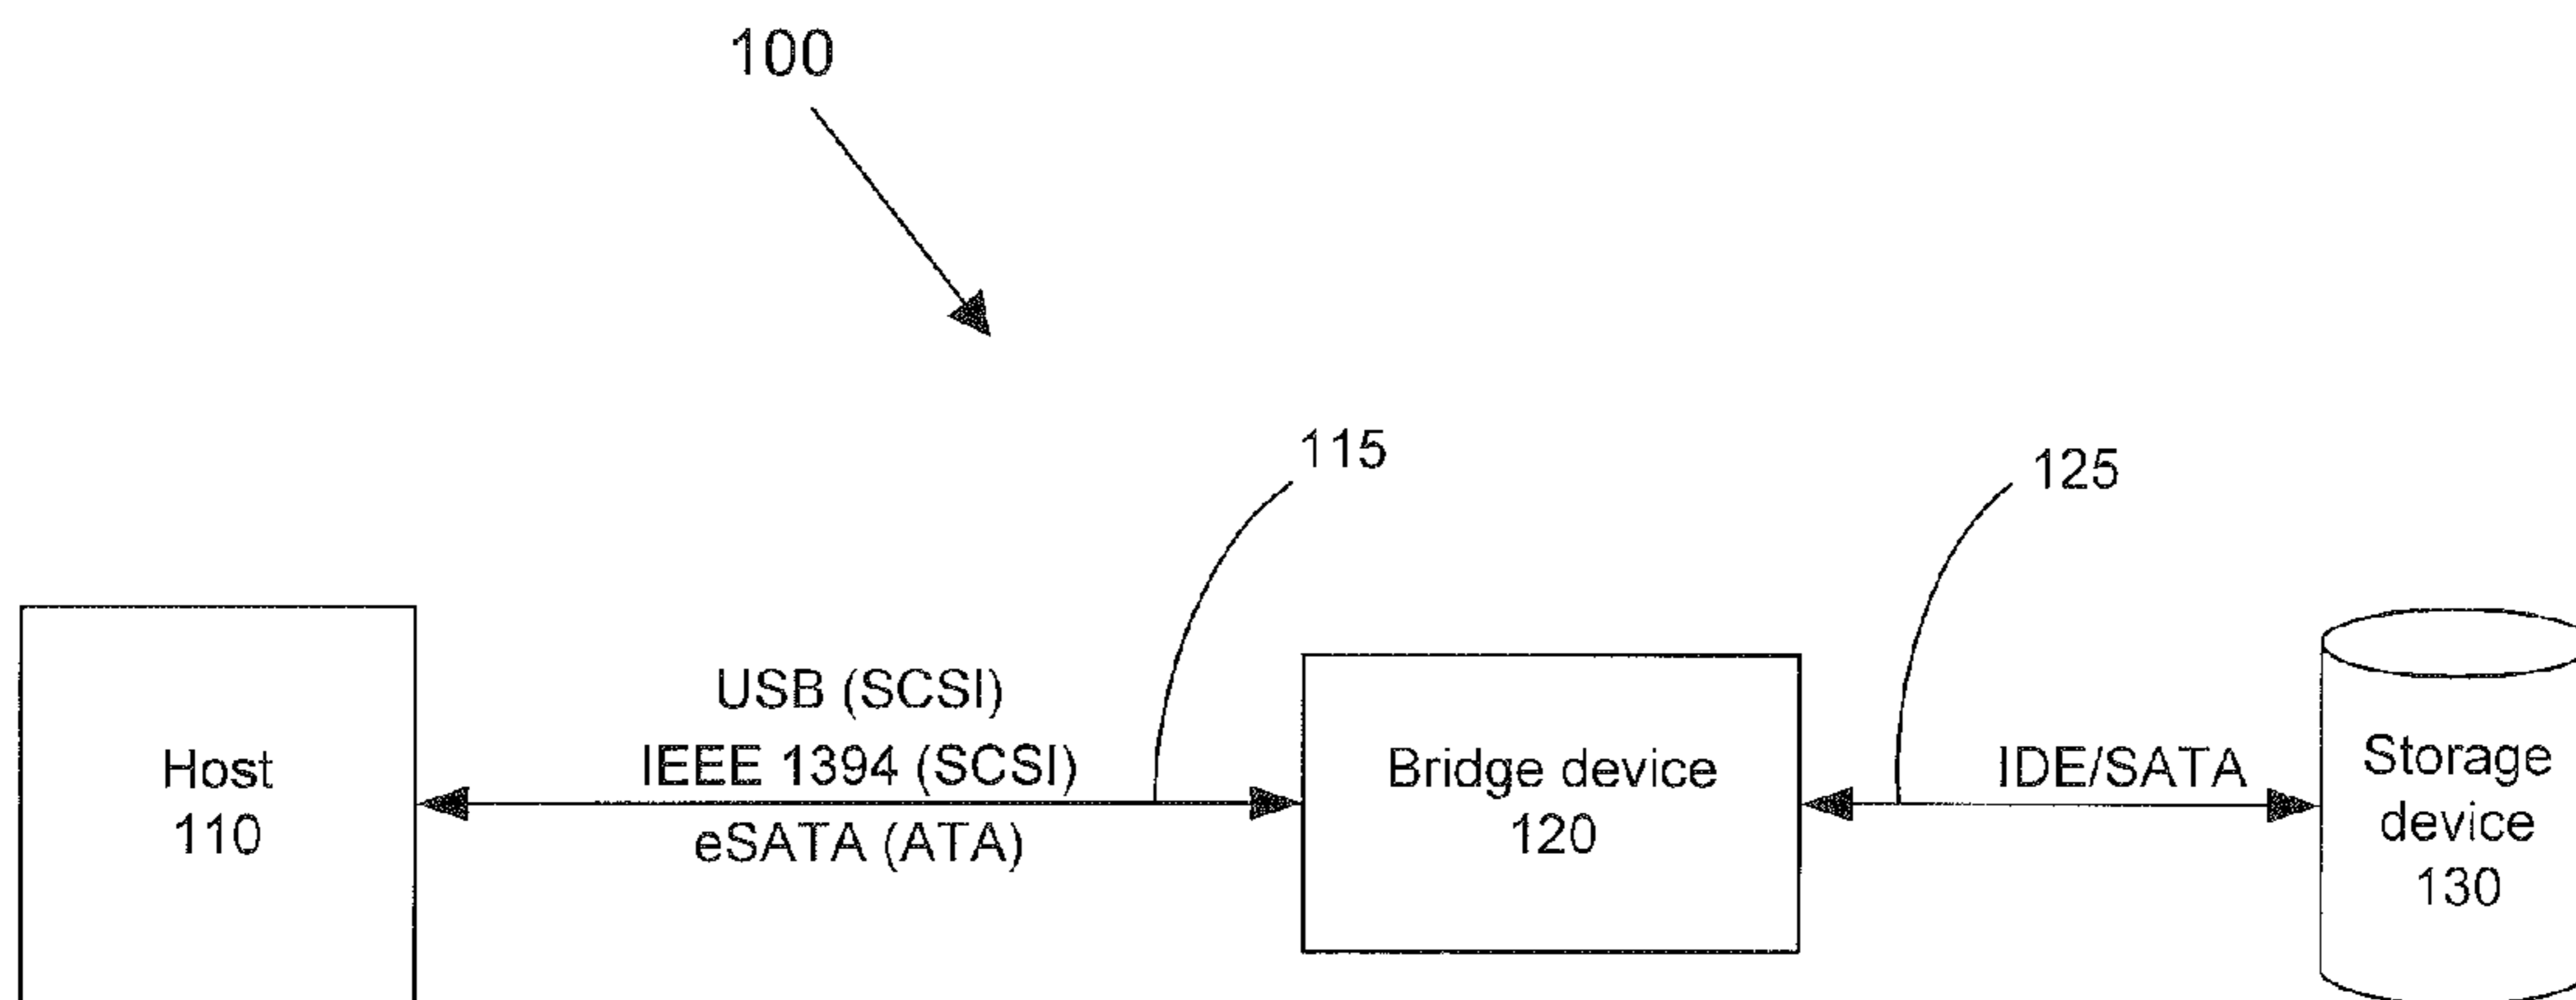 100
115
125
Host
110
USB (SCSI)
IEEE 1394 (SCSI)
eSATA (ATA)
Bridge device
120
IDE/SATA
Storage
device
130